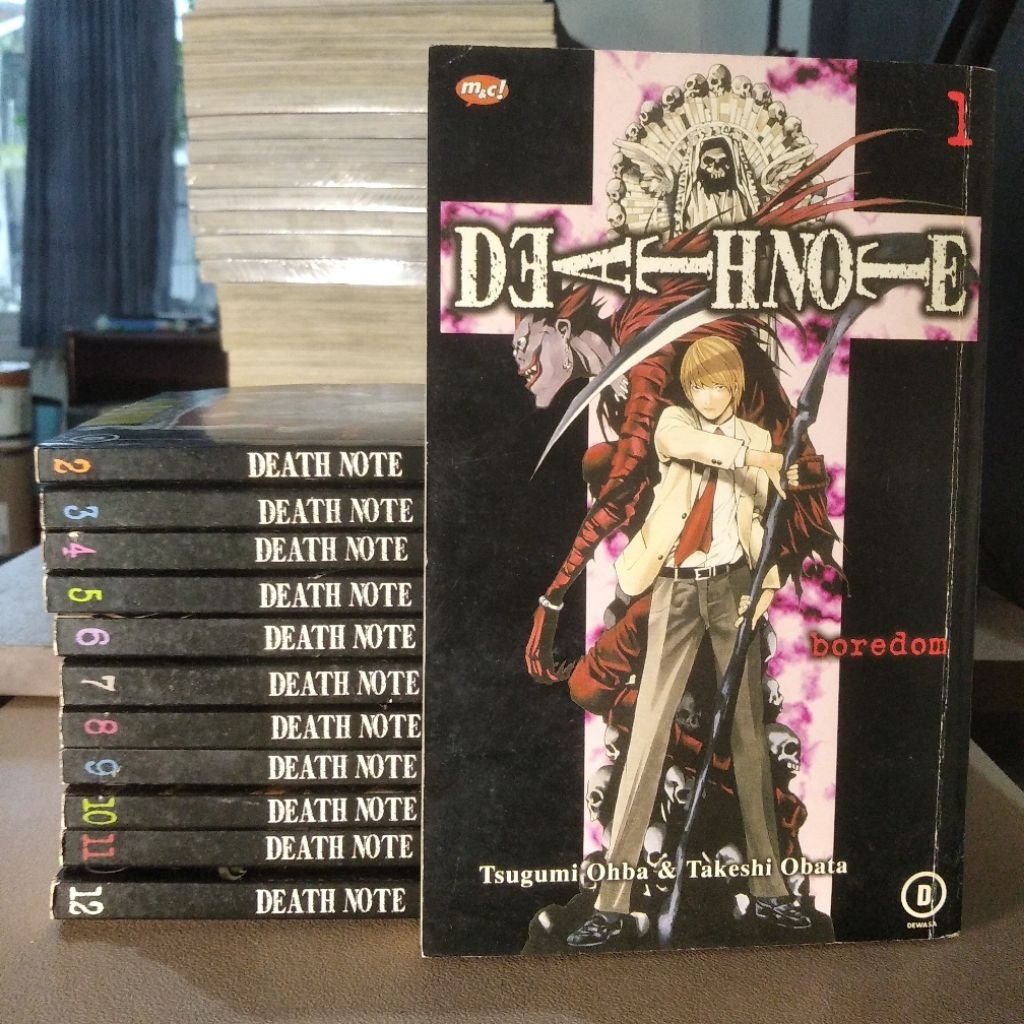 m&c!
1
DEATHNOTE
boredom
Tsugumi Ohba & Takeshi Obata
D
DEWASA
2 DEATH NOTE
3 DEATH NOTE
4 DEATH NOTE
5 DEATH NOTE
6 DEATH NOTE
7 DEATH NOTE
8 DEATH NOTE
9 DEATH NOTE
10 DEATH NOTE
11 DEATH NOTE
12 DEATH NOTE